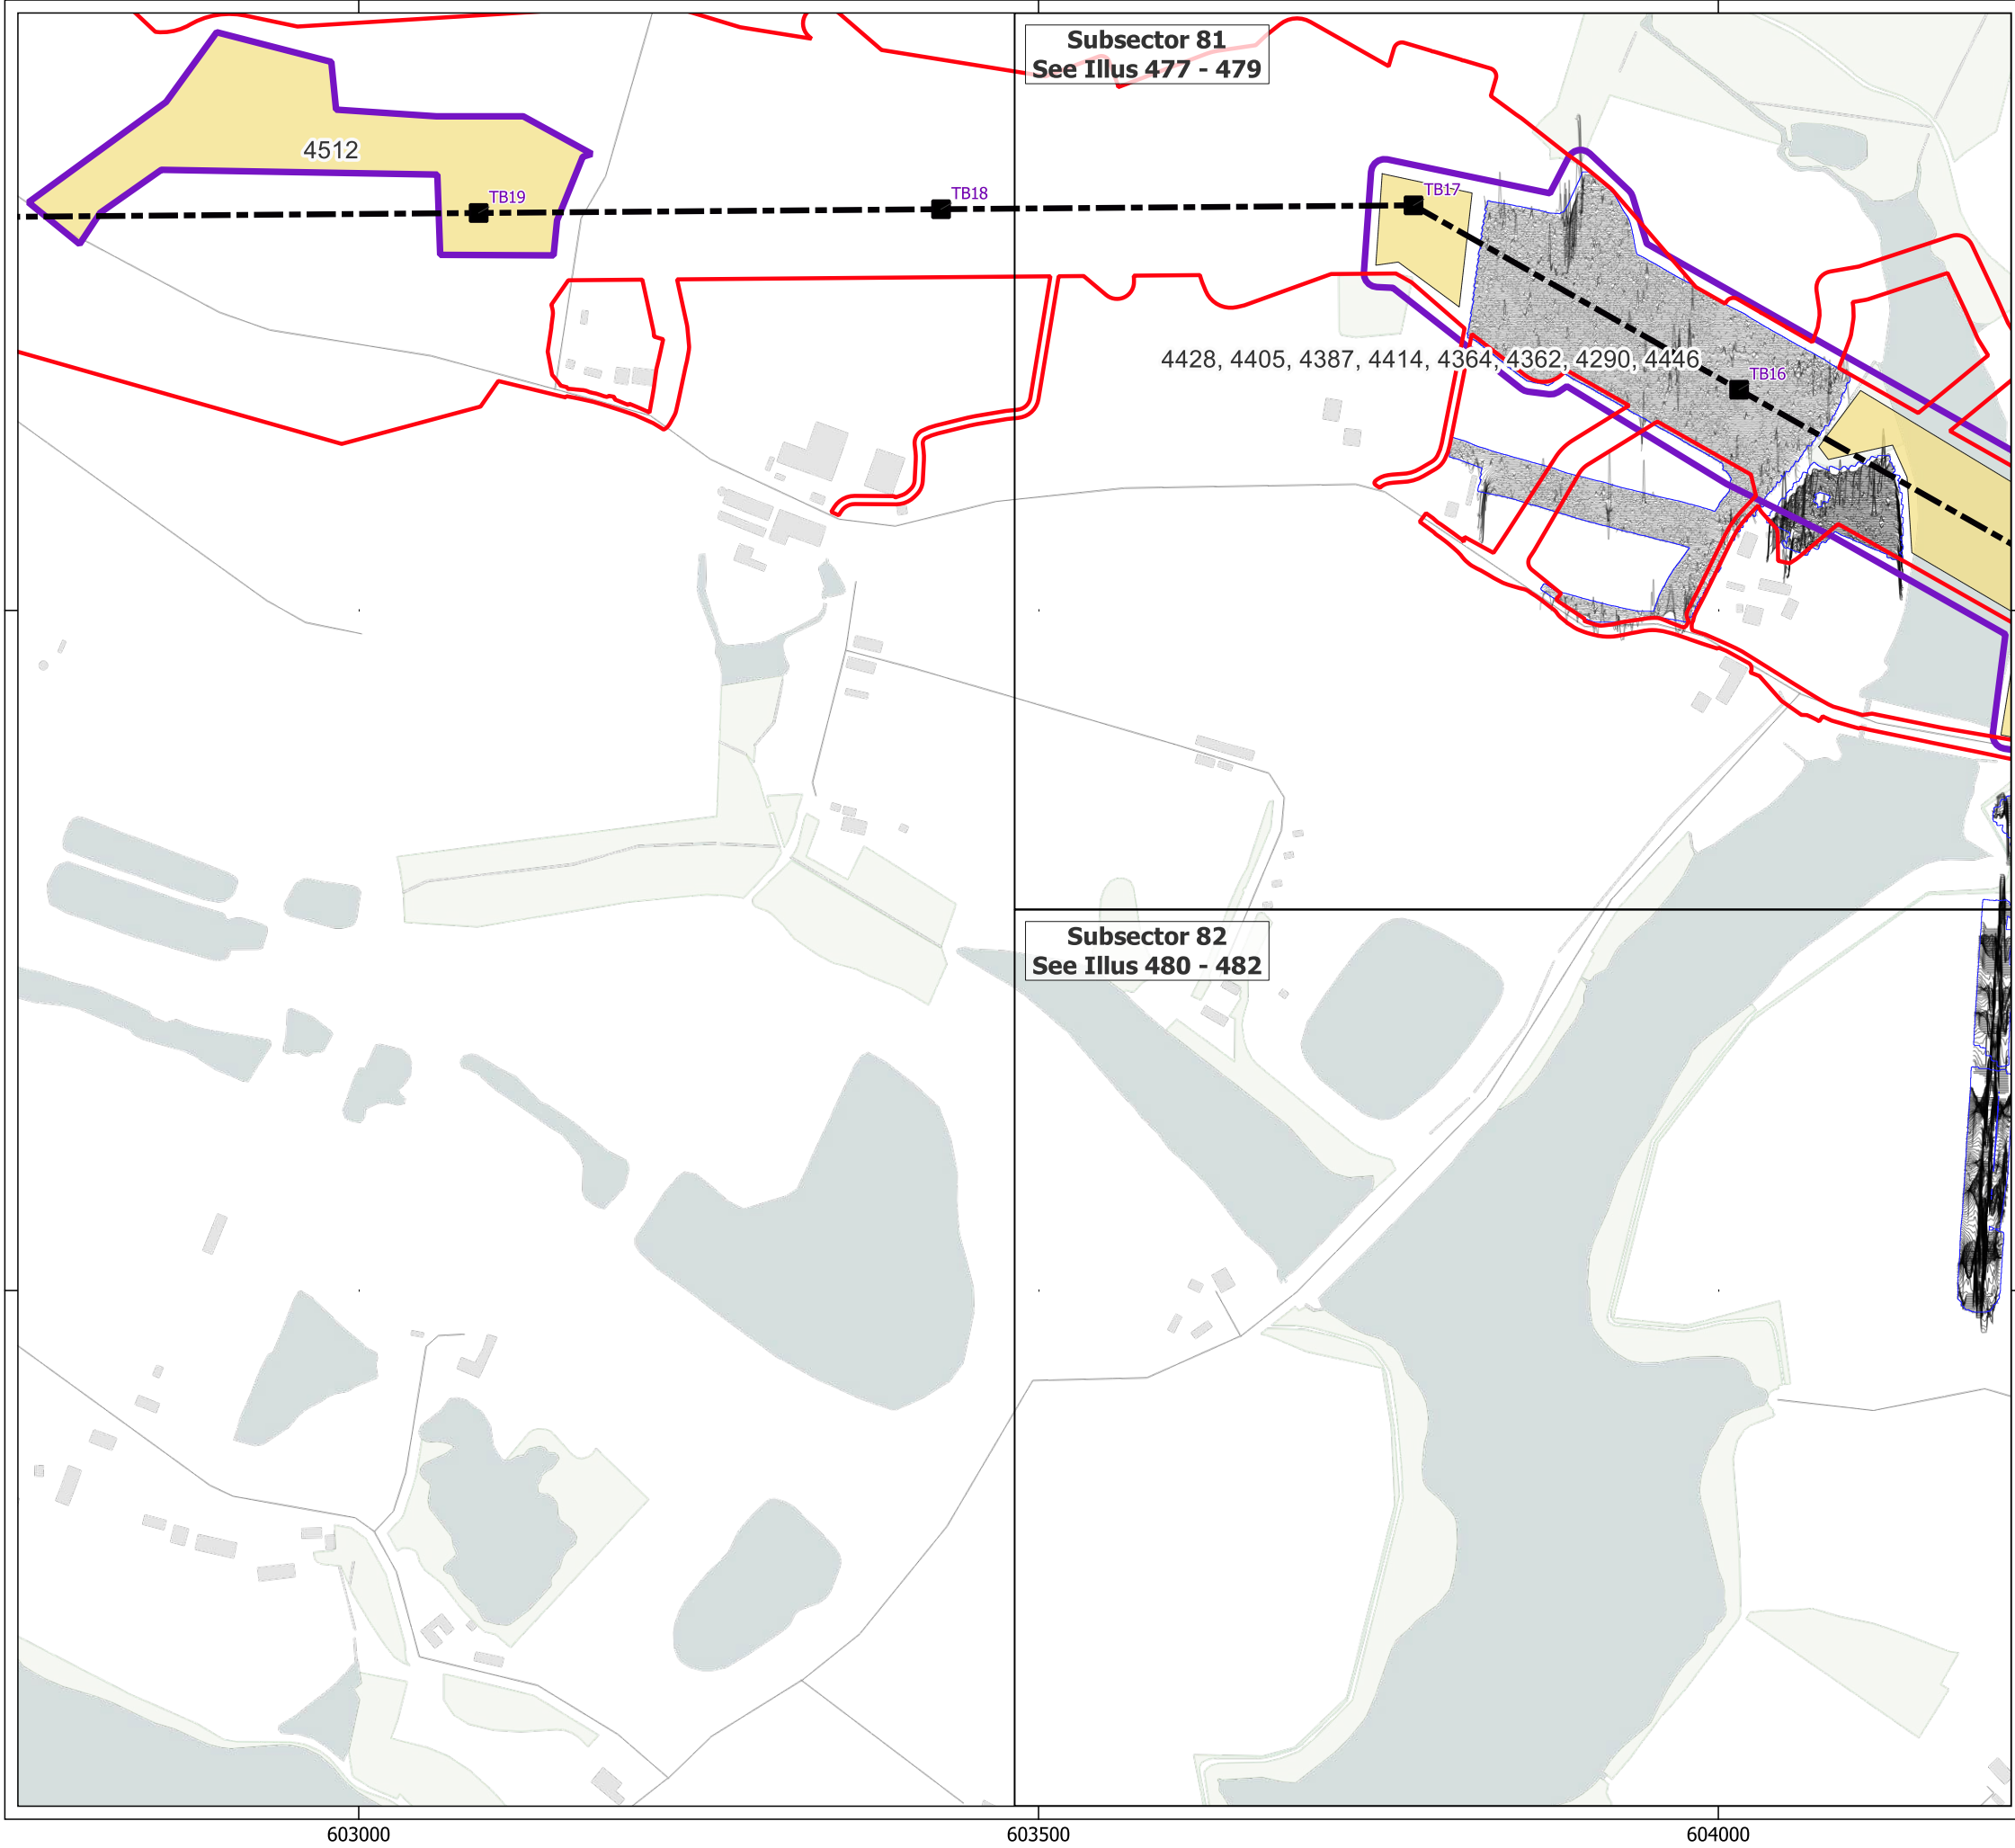 Subsector 81
See Illus 477 - 479
4512
TB19
TB18
TB17
4428, 4405, 4387, 4414, 4364, 4362, 4290, 4446
TB16
Subsector 82
See Illus 480 - 482
603000
603500
604000